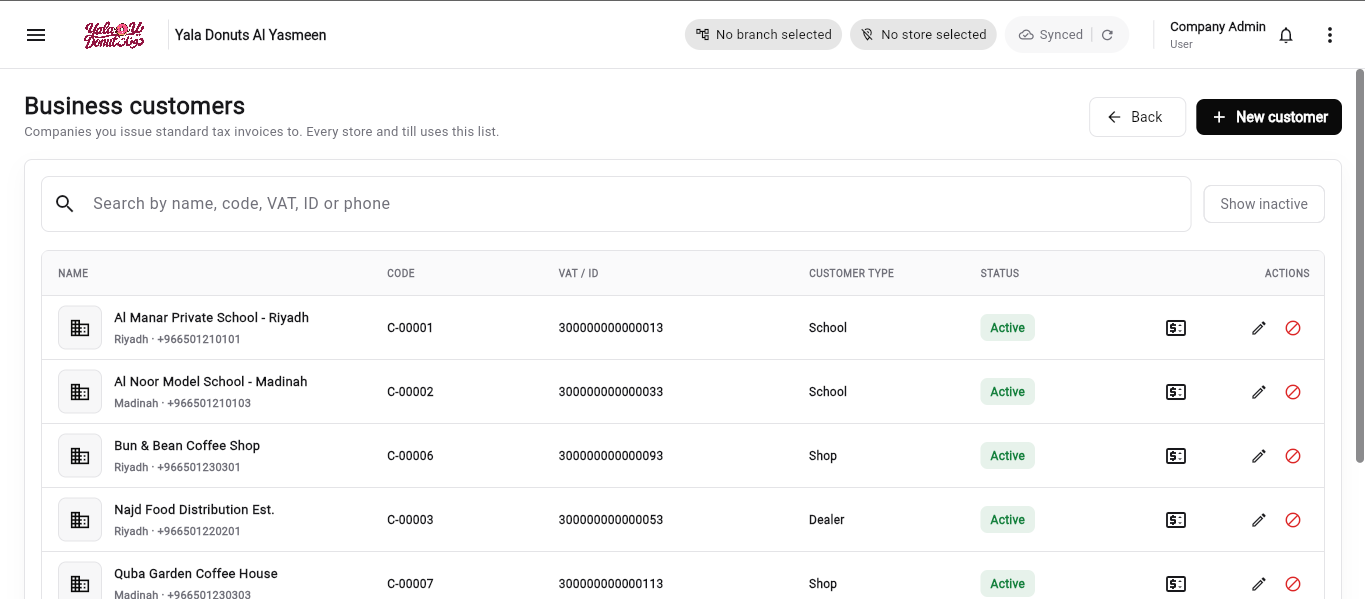 Yala Donuts Al Yasmeen
No branch selected
No store selected
Synced
Company Admin
User
Business customers
Companies you issue standard tax invoices to. Every store and till uses this list.
Back
New customer
Search by name, code, VAT, ID or phone
Show inactive
NAME CODE VAT / ID CUSTOMER TYPE STATUS ACTIONS
Al Manar Private School - Riyadh
Riyadh · +966501210101
C-00001 300000000000013 School Active
Al Noor Model School - Madinah
Madinah · +966501210103
C-00002 300000000000033 School Active
Bun & Bean Coffee Shop
Riyadh · +966501230301
C-00006 300000000000093 Shop Active
Najd Food Distribution Est.
Riyadh · +966501220201
C-00003 300000000000053 Dealer Active
Quba Garden Coffee House
Madinah · +966501230303
C-00007 300000000000113 Shop Active